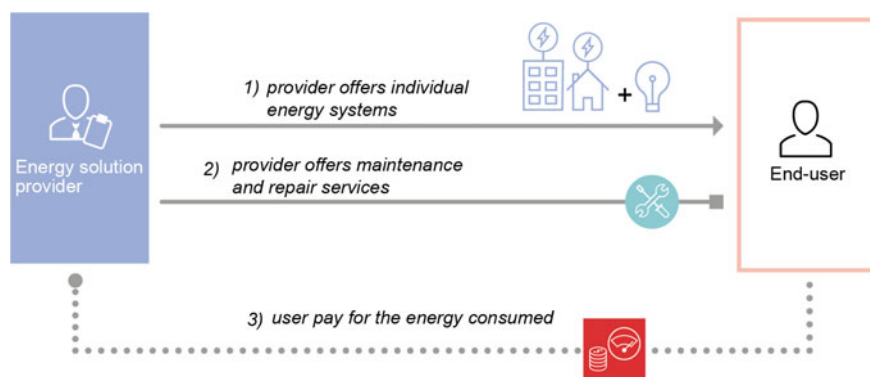 1) provider offers individual
energy systems
Energy solution
provider
2) provider offers maintenance
and repair services
End-user
3) user pay for the energy consumed